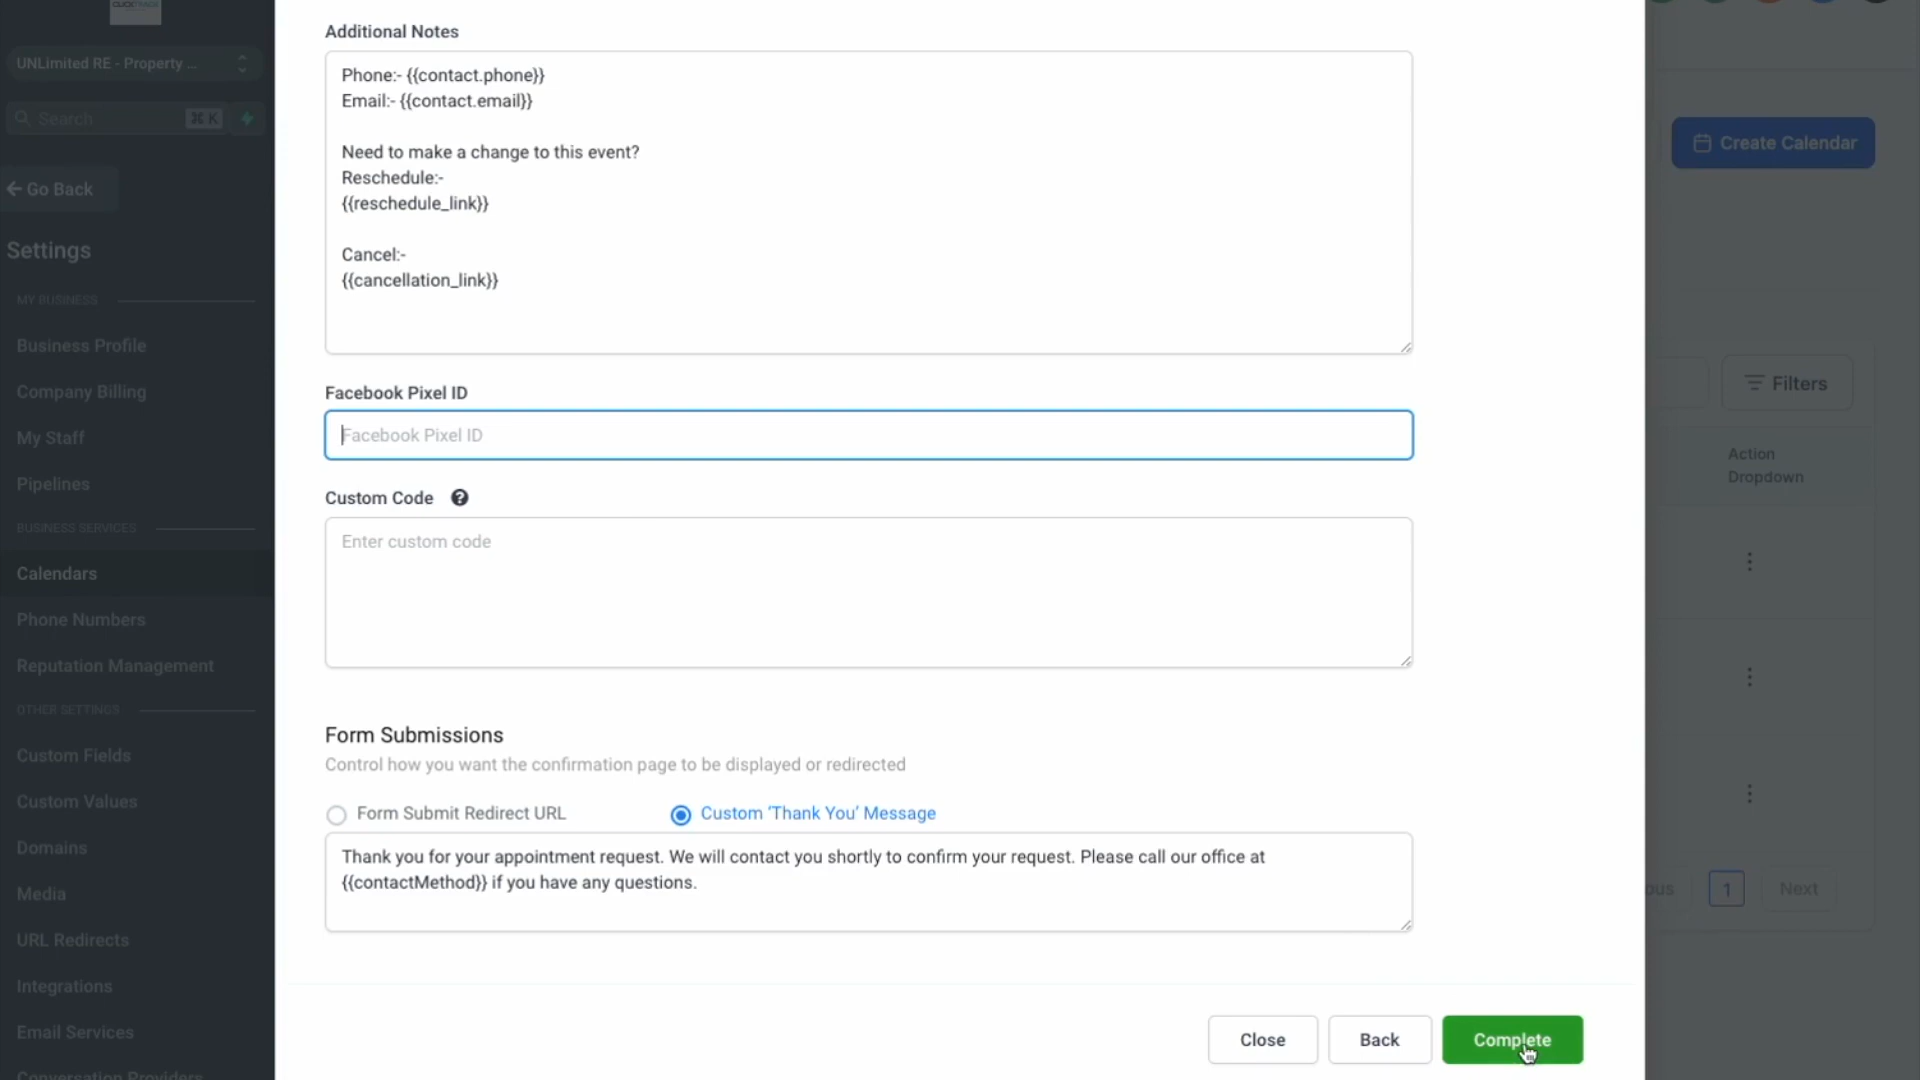 CLICKTRADE
UNLimited RE - Property ...
Search
⌘ K
Go Back
Settings
MY BUSINESS
Business Profile
Company Billing
My Staff
Pipelines
BUSINESS SERVICES
Calendars
Phone Numbers
Reputation Management
OTHER SETTINGS
Custom Fields
Custom Values
Domains
Media
URL Redirects
Integrations
Email Services
Conversation Providers
Additional Notes
Phone:- {{contact.phone}}
Email:- {{contact.email}}
Need to make a change to this event?
Reschedule:-
{{reschedule_link}}
Cancel:-
{{cancellation_link}}
Facebook Pixel ID
Facebook Pixel ID
Custom Code
Enter custom code
Form Submissions
Control how you want the confirmation page to be displayed or redirected
Form Submit Redirect URL
Custom ‘Thank You’ Message
Thank you for your appointment request. We will contact you shortly to confirm your request. Please call our office at
{{contactMethod}} if you have any questions.
Close
Back
Complete
Create Calendar
Filters
Action
Dropdown
ous
1
Next